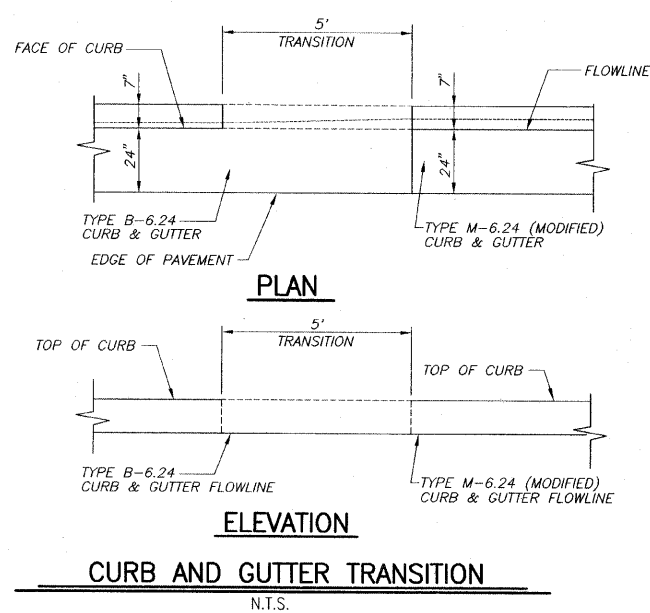 5'
TRANSITION
FACE OF CURB
FLOWLINE
7"
7"
24"
24"
TYPE B-6.24
CURB & GUTTER
TYPE M-6.24 (MODIFIED)
CURB & GUTTER
EDGE OF PAVEMENT
PLAN
5'
TRANSITION
TOP OF CURB
TOP OF CURB
TYPE B-6.24
CURB & GUTTER FLOWLINE
TYPE M-6.24 (MODIFIED)
CURB & GUTTER FLOWLINE
ELEVATION
CURB AND GUTTER TRANSITION
N.T.S.